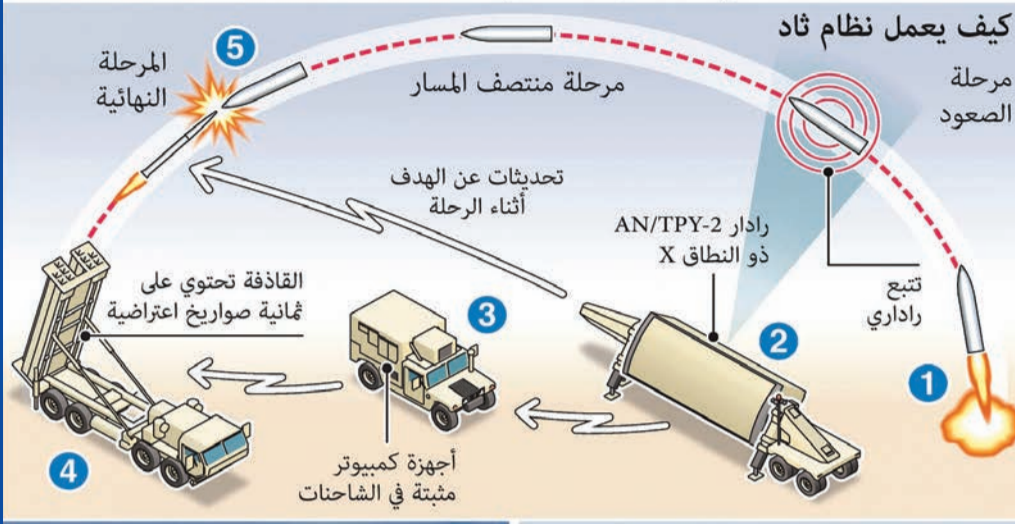 كيف يعمل نظام ثاد
مرحلة
الصعود
مرحلة منتصف المسار
5
المرحلة
النهائية
تحديثات عن الهدف
أثناء الرحلة
رادار AN/TPY-2
ذو النطاق X
تتبع
راداري
القاذفة تحتوي على
ثمانية صواريخ اعتراضية
1
2
3
4
أجهزة كمبيوتر
مثبتة في الشاحنات